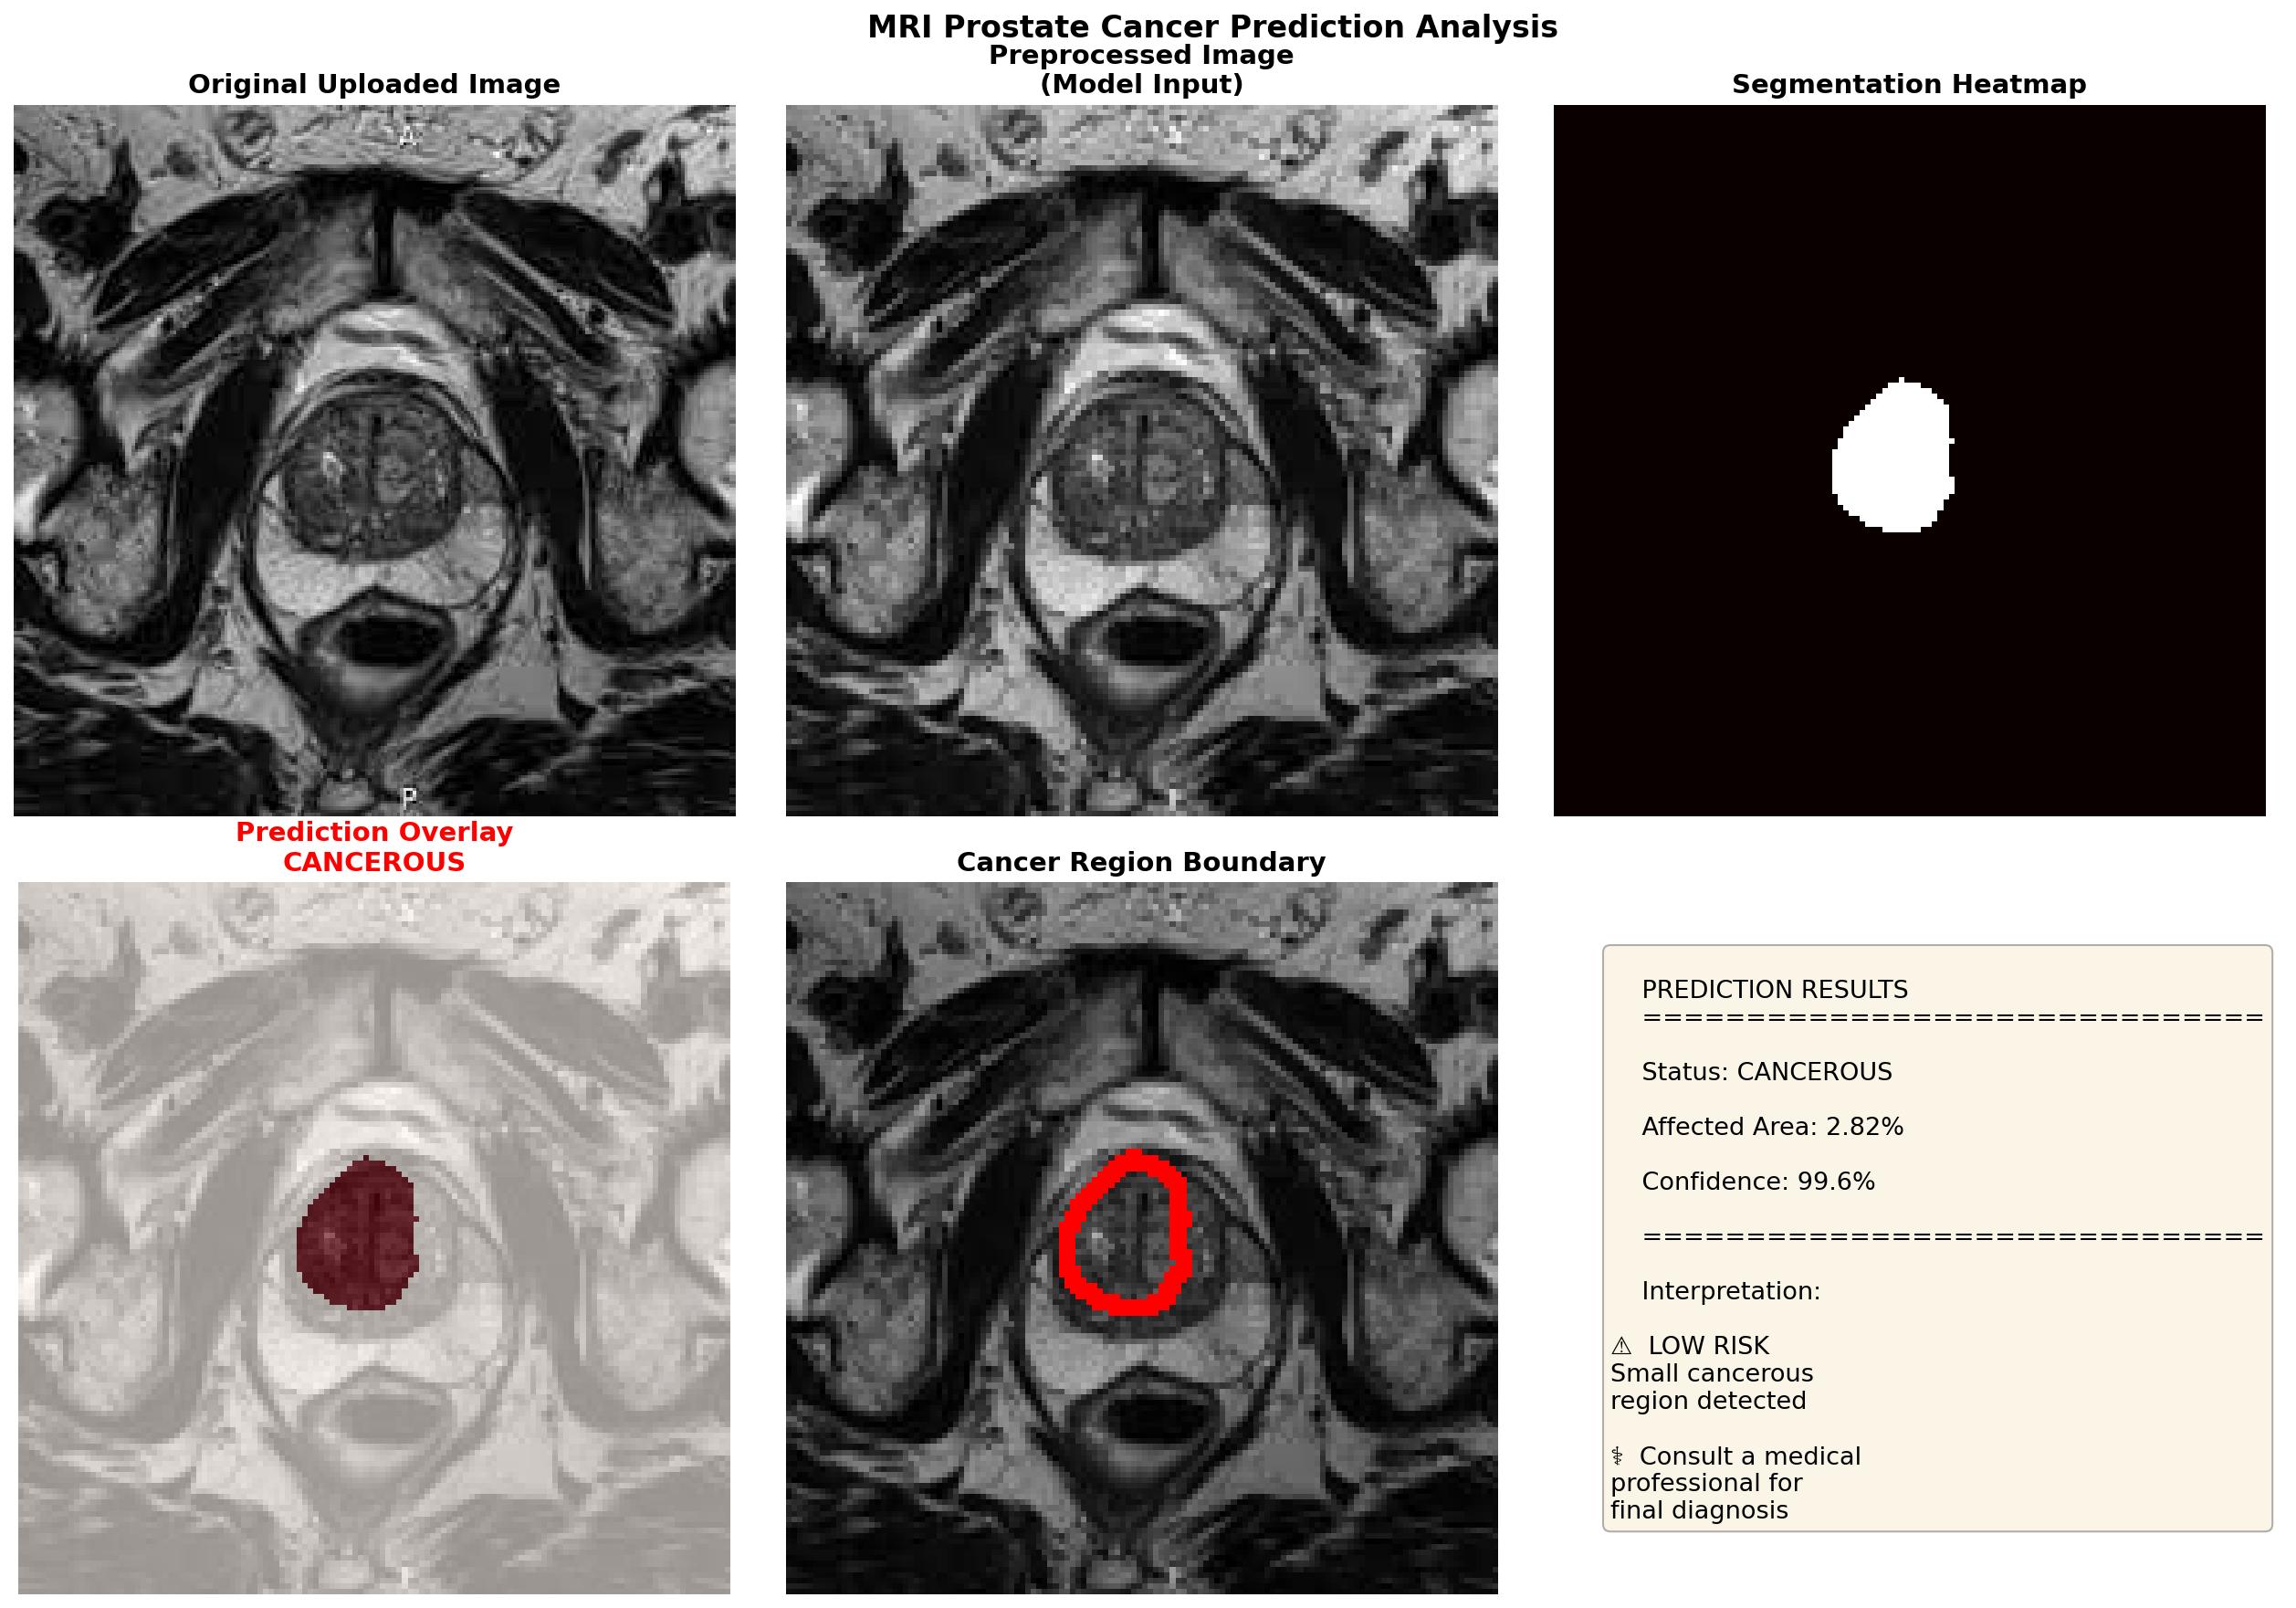 MRI Prostate Cancer Prediction Analysis
Original Uploaded Image
Preprocessed Image
(Model Input)
Segmentation Heatmap
A
P
Prediction Overlay
CANCEROUS
Cancer Region Boundary
PREDICTION RESULTS
==============================
Status: CANCEROUS
Affected Area: 2.82%
Confidence: 99.6%
==============================
Interpretation:
⚠ LOW RISK
Small cancerous
region detected
⚕ Consult a medical
professional for
final diagnosis